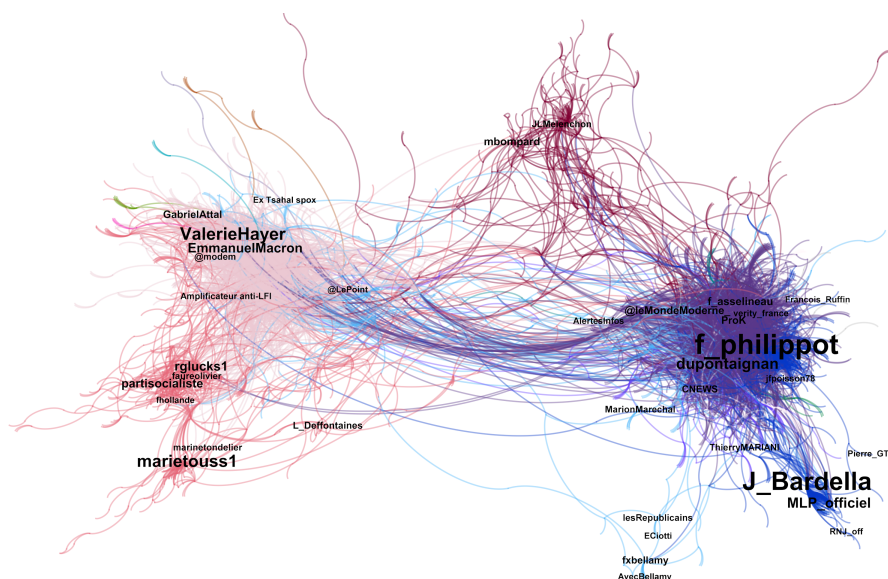 JLMelenchon
mbompard
Ex Tsahal spox
GabrielAttal
ValerieHayer
EmmanuelMacron
@modem
Amplificateur anti-LFI
@LePoint
f_asselineau
Francois_Ruffin
@leMondeModerne
verity_france
AlertesInfos
ProK
f_philippot
rglucks1
dupontaignan
faureolivier
partisocialiste
jfpoisson78
CNEWS
fhollande
MarionMarechal
L_Deffontaines
marinetondelier
ThierryMARIANI
Pierre_GT
marietouss1
J_Bardella
MLP_officiel
lesRepublicains
RNJ_off
ECiotti
fxbellamy
AvecBellamy